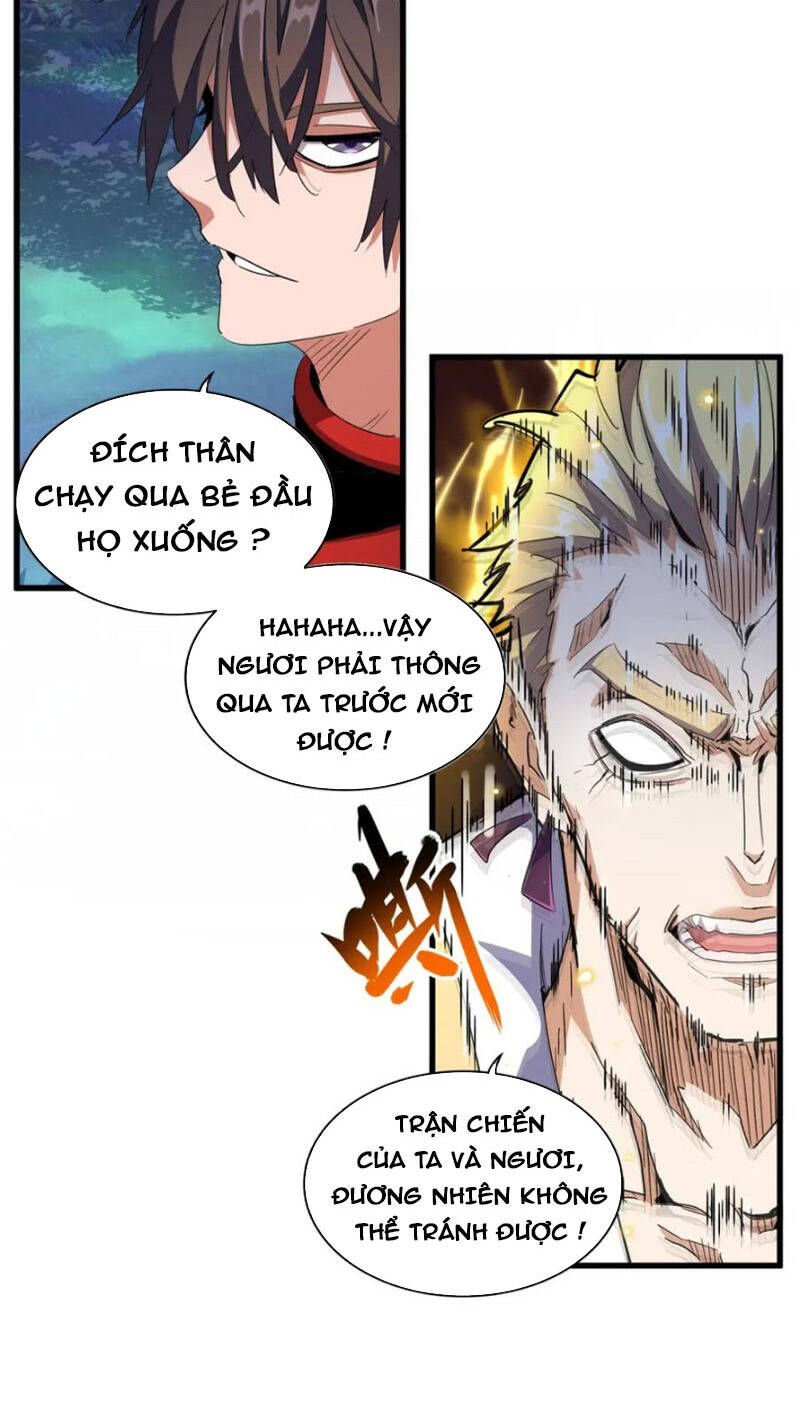 ĐÍCH THÂN
CHẠY QUA BẺ ĐẦU
HỌ XUỐNG ?
HAHAHA...VẬY
NGƯƠI PHẢI THÔNG
QUA TA TRƯỚC MỚI
ĐƯỢC !
嘶
TRẬN CHIẾN
CỦA TA VÀ NGƯƠI,
ĐƯƠNG NHIÊN KHÔNG
THỂ TRÁNH ĐƯỢC !